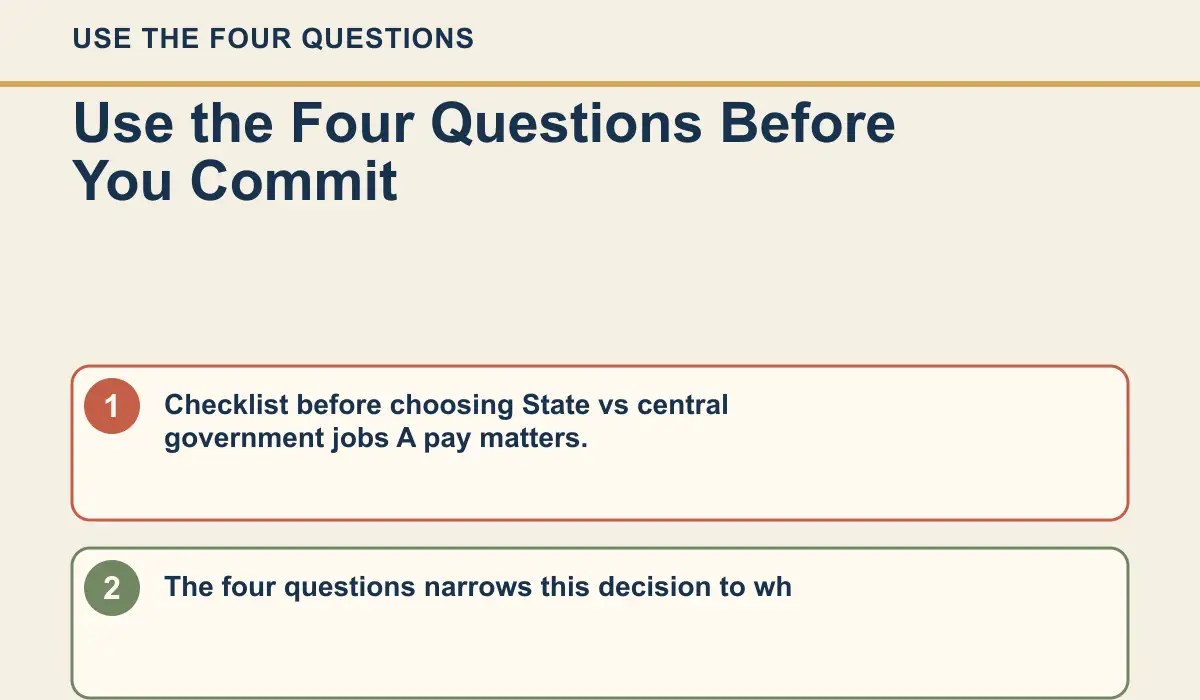 USE THE FOUR QUESTIONS
Use the Four Questions Before
You Commit
1
Checklist before choosing State vs central
government jobs A pay matters.
2
The four questions narrows this decision to wh